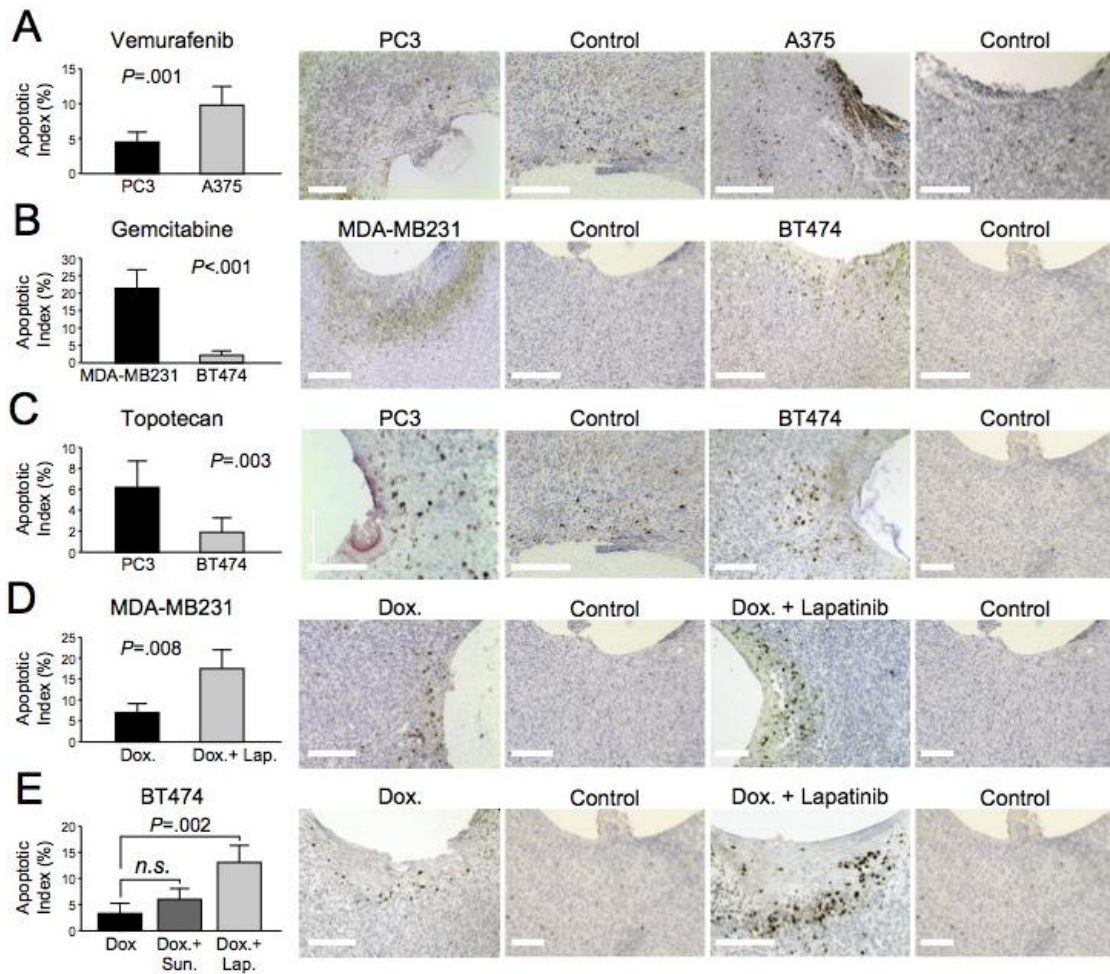 A
Vemurafenib
Apoptotic
Index (%)
15
10
5
0
P=.001
PC3 A375
PC3 Control A375 Control
B
Gemcitabine
Apoptotic
Index (%)
30
25
20
15
10
5
0
P<.001
MDA-MB231 BT474
MDA-MB231 Control BT474 Control
C
Topotecan
Apoptotic
Index (%)
10
8
6
4
2
0
P=.003
PC3 BT474
PC3 Control BT474 Control
D
MDA-MB231
Apoptotic
Index (%)
25
20
15
10
5
0
P=.008
Dox. Dox.+ Lap.
Dox. Control Dox. + Lapatinib Control
E
BT474
Apoptotic
Index (%)
20
15
10
5
0
P=.002
n.s.
Dox Dox.+ Dox.+
Sun. Lap.
Dox. Control Dox. + Lapatinib Control